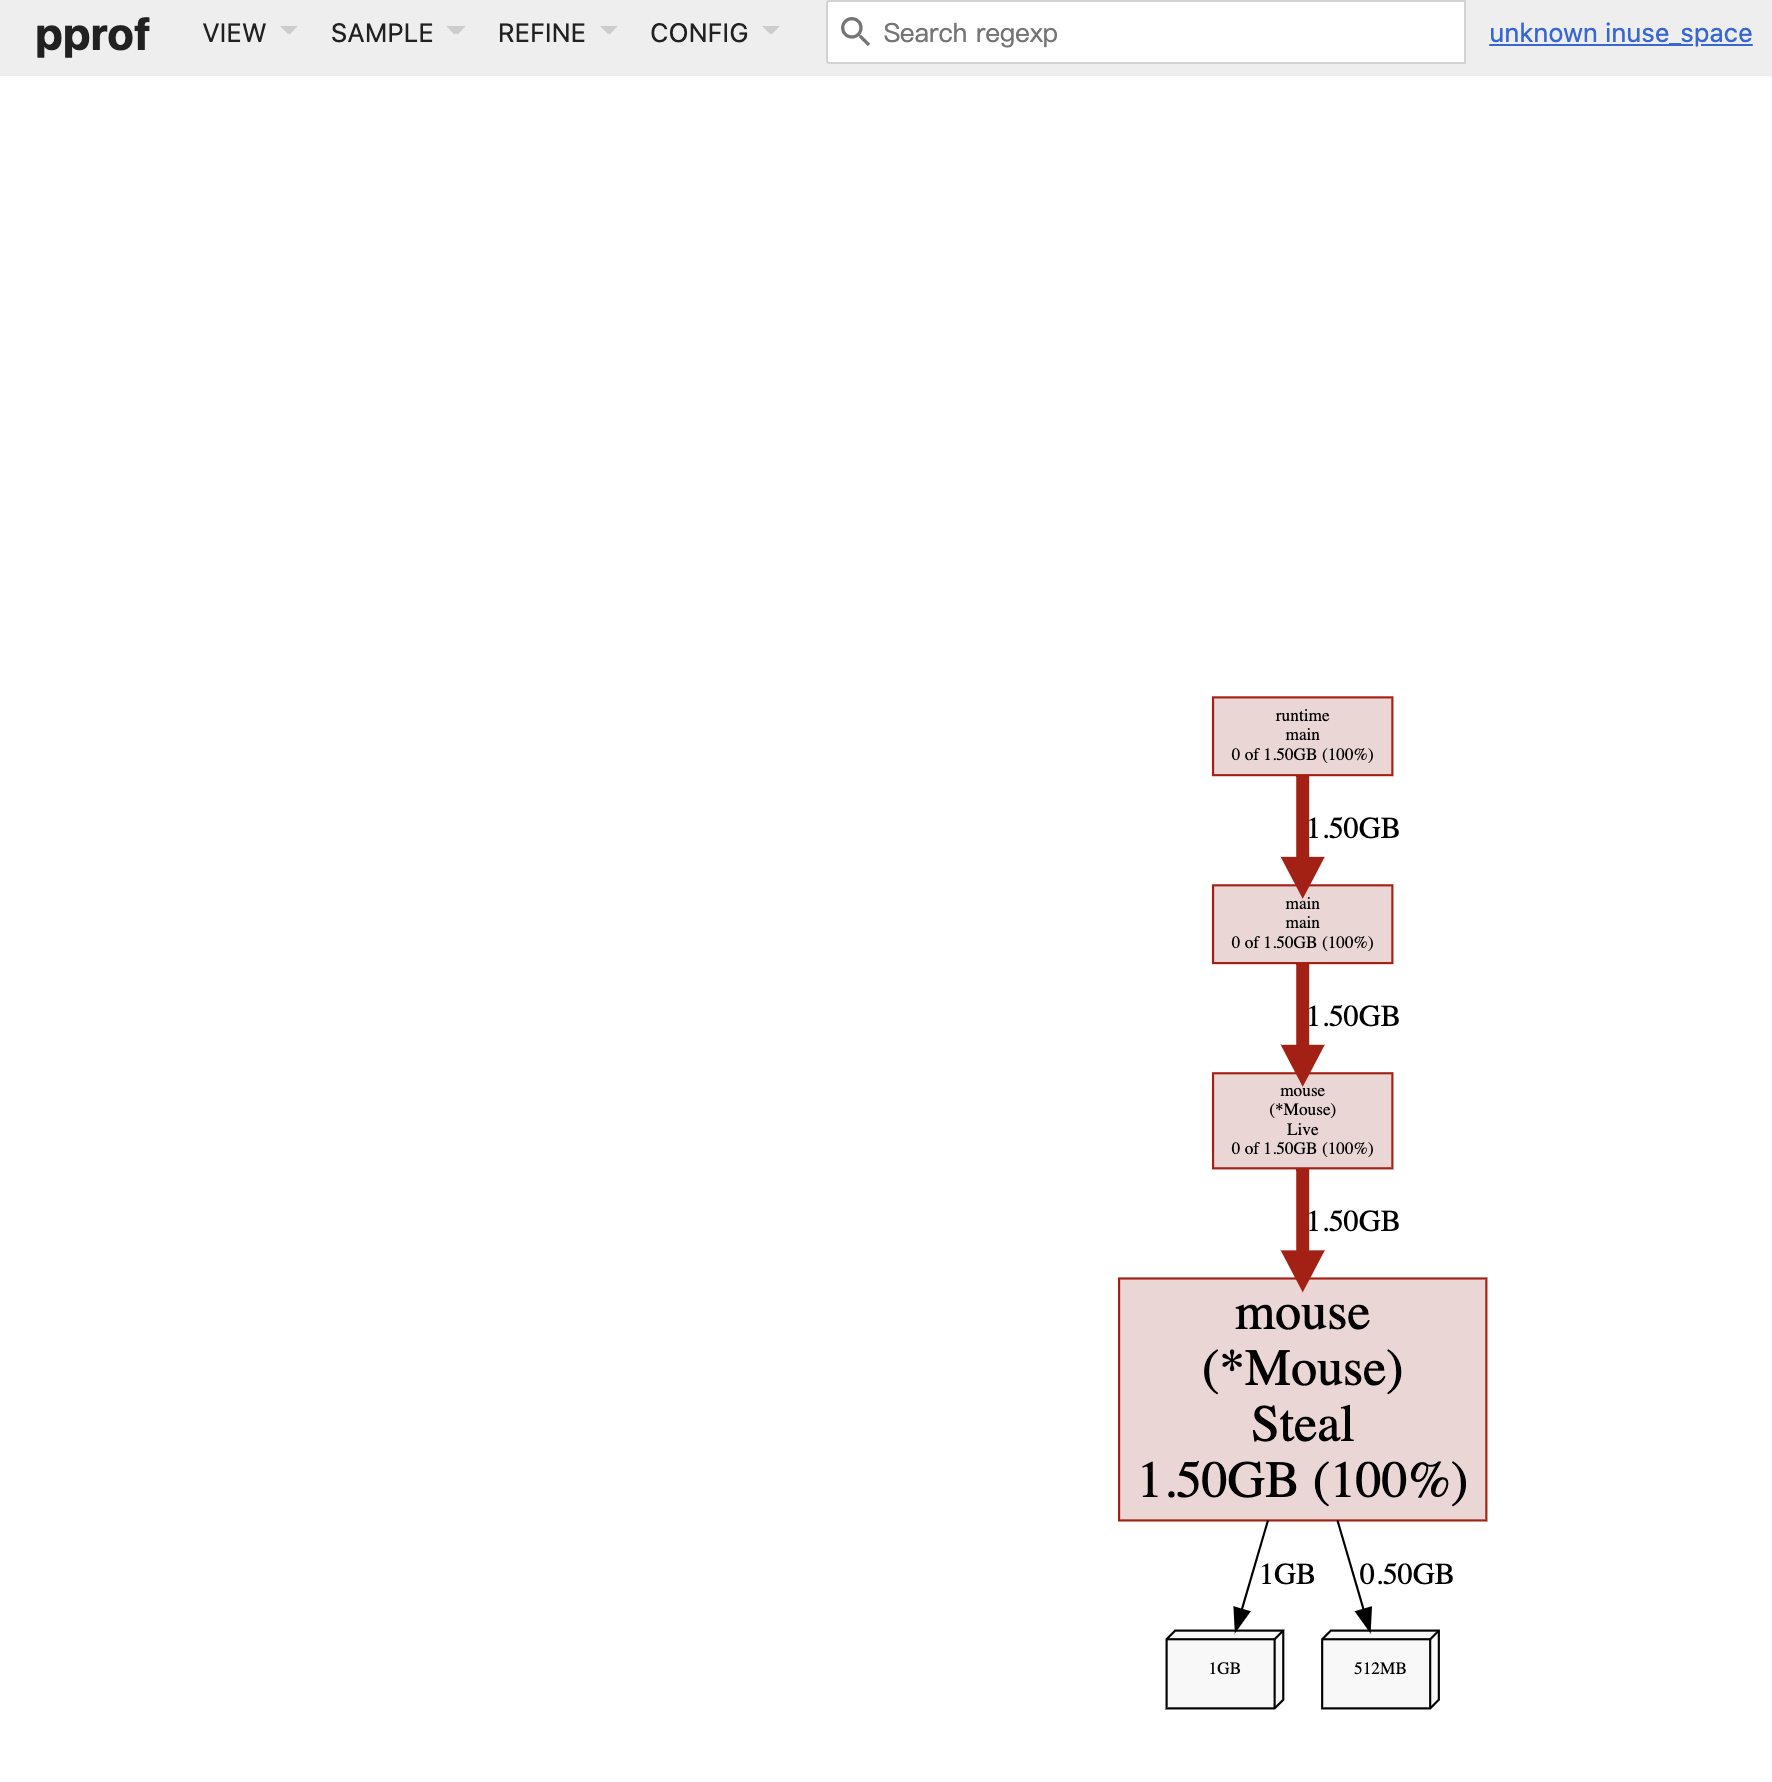 pprof VIEW SAMPLE REFINE CONFIG Search regexp unknown inuse_space
runtime
main
0 of 1.50GB (100%)
1.50GB
main
main
0 of 1.50GB (100%)
1.50GB
mouse
(*Mouse)
Live
0 of 1.50GB (100%)
1.50GB
mouse
(*Mouse)
Steal
1.50GB (100%)
1GB 0.50GB
1GB 512MB